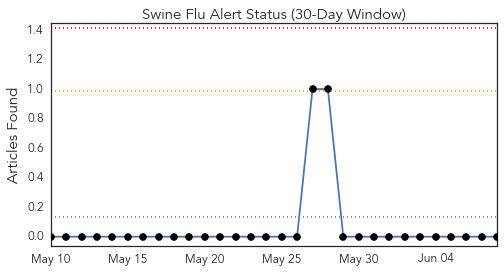 Swine Flu Alert Status (30-Day Window)
Articles Found
1.4
1.2
1.0
0.8
0.6
0.4
0.2
0.0
May 10 May 15 May 20 May 25 May 30 Jun 04